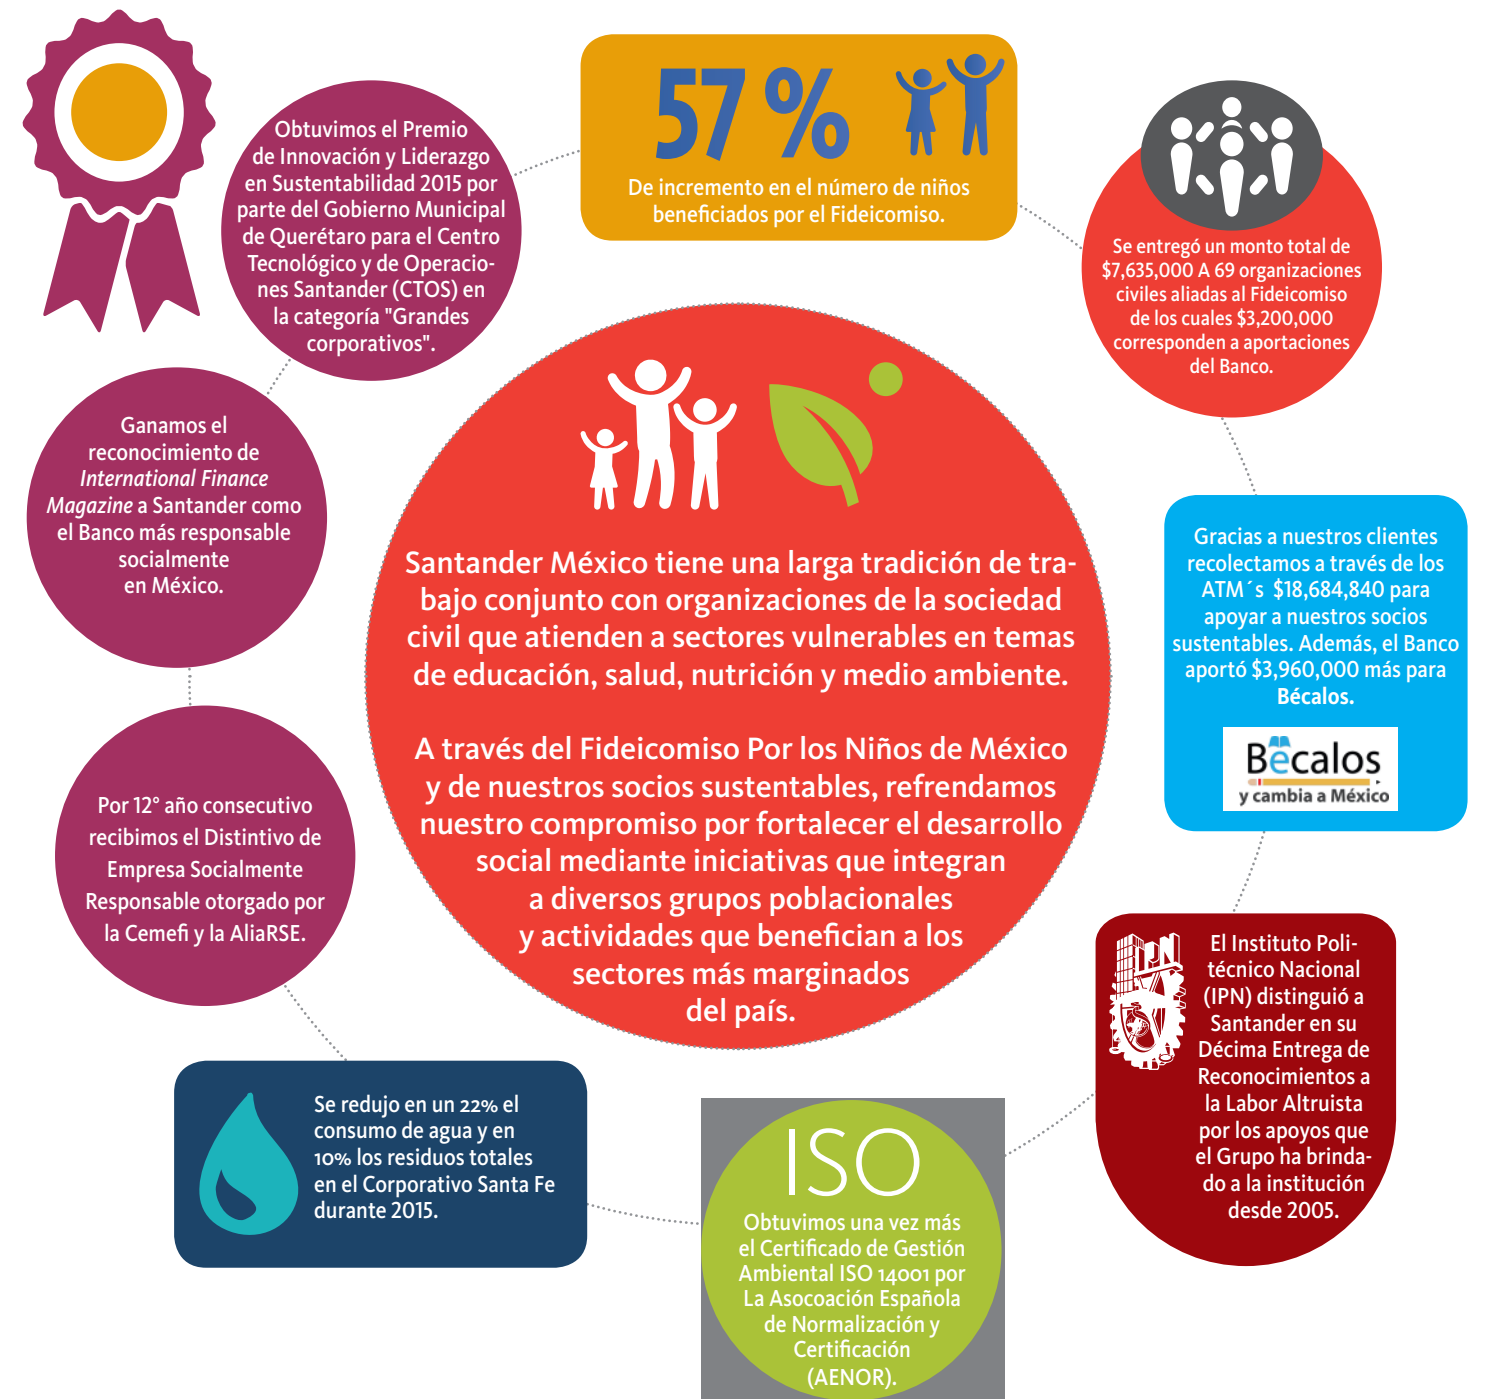 Obtuvimos el Premio
de Innovación y Liderazgo
en Sustentabilidad 2015 por
parte del Gobierno Municipal
de Querétaro para el Centro
Tecnológico y de Operacio-
nes Santander (CTOS) en
la categoría "Grandes
corporativos".
57 %
De incremento en el número de niños
beneficiados por el Fideicomiso.
Se entregó un monto total de
$7,635,000 A 69 organizaciones
civiles aliadas al Fideicomiso
de los cuales $3,200,000
corresponden a aportaciones
del Banco.
Ganamos el
reconocimiento de
International Finance
Magazine a Santander como
el Banco más responsable
socialmente
en México.
Santander México tiene una larga tradición de tra-
bajo conjunto con organizaciones de la sociedad
civil que atienden a sectores vulnerables en temas
de educación, salud, nutrición y medio ambiente.
A través del Fideicomiso Por los Niños de México
y de nuestros socios sustentables, refrendamos
nuestro compromiso por fortalecer el desarrollo
social mediante iniciativas que integran
a diversos grupos poblacionales
y actividades que benefician a los
sectores más marginados
del país.
Gracias a nuestros clientes
recolectamos a través de los
ATM´s $18,684,840 para
apoyar a nuestros socios
sustentables. Además, el Banco
aportó $3,960,000 más para
Bécalos.
Bécalos
y cambia a México
Por 12° año consecutivo
recibimos el Distintivo de
Empresa Socialmente
Responsable otorgado por
la Cemefi y la AliaRSE.
IPN
El Instituto Poli-
técnico Nacional
(IPN) distinguió a
Santander en su
Décima Entrega de
Reconocimientos a
la Labor Altruista
por los apoyos que
el Grupo ha brinda-
do a la institución
desde 2005.
Se redujo en un 22% el
consumo de agua y en
10% los residuos totales
en el Corporativo Santa Fe
durante 2015.
ISO
Obtuvimos una vez más
el Certificado de Gestión
Ambiental ISO 14001 por
La Asocoación Española
de Normalización y
Certificación
(AENOR).